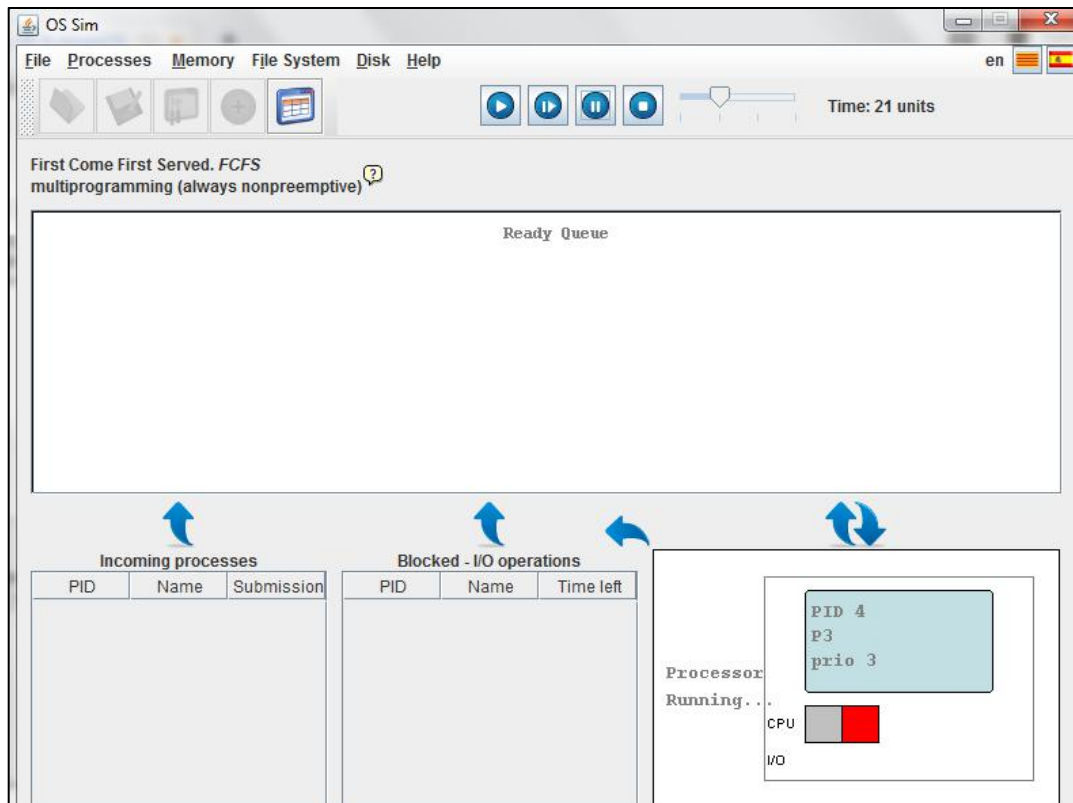 OS Sim
File Processes Memory File System Disk Help en
Time: 21 units
First Come First Served. FCFS
multiprogramming (always nonpreemptive) ?
Ready Queue
Incoming processes
PID Name Submission
Blocked - I/O operations
PID Name Time left
Processor
Running...
PID 4
P3
prio 3
CPU
I/O